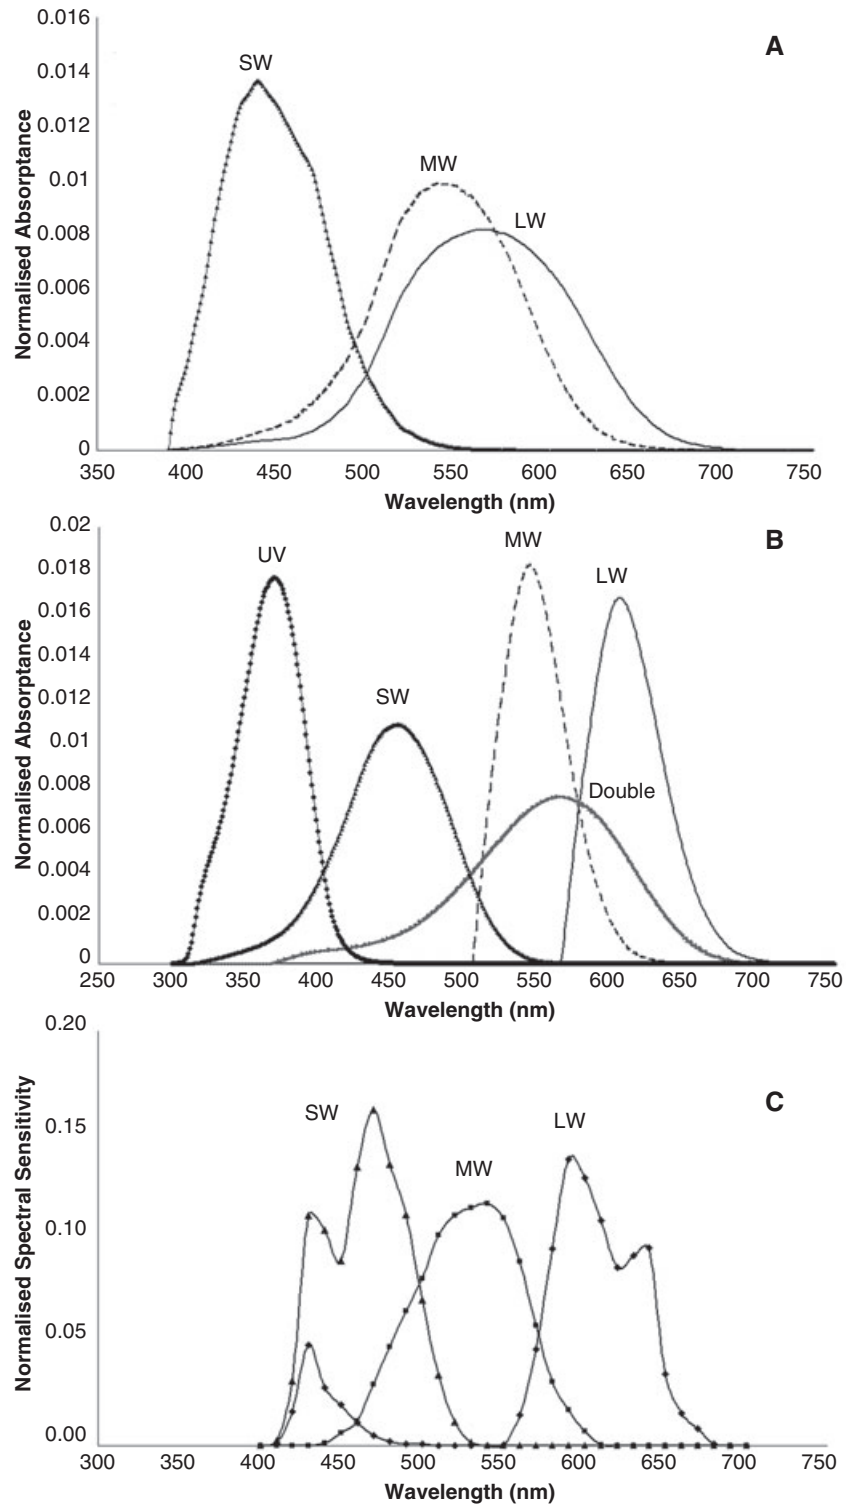 0.016
A
SW
0.014
0.012
MW
0.01
LW
0.008
0.006
0.004
0.002
0
Normalised Absorptance
350 400 450 500 550 600 650 700 750
Wavelength (nm)
0.02
B
UV
MW
0.018
LW
0.016
0.014
SW
0.012
0.01
Double
0.008
0.006
0.004
0.002
0
Normalised Absorptance
250 300 350 400 450 500 550 600 650 700 750
Wavelength (nm)
0.20
C
SW
LW
0.15
MW
0.10
0.05
0.00
Normalised Spectral Sensitivity
300 350 400 450 500 550 600 650 700 750
Wavelength (nm)